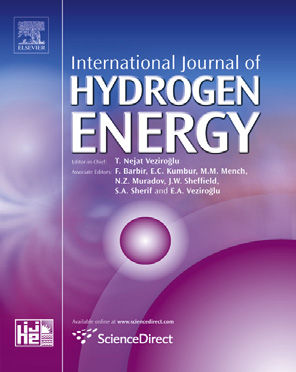 ELSEVIER
International Journal of
HYDROGEN
ENERGY
Editor-in-Chief: T. Nejat Veziroğlu
Associate Editors: F. Barbir, E.C. Kumbur, M.M. Mench,
N.Z. Muradov, J.W. Sheffield,
S.A. Sherif and E.A. Veziroğlu
Available online at www.sciencedirect.com
ScienceDirect